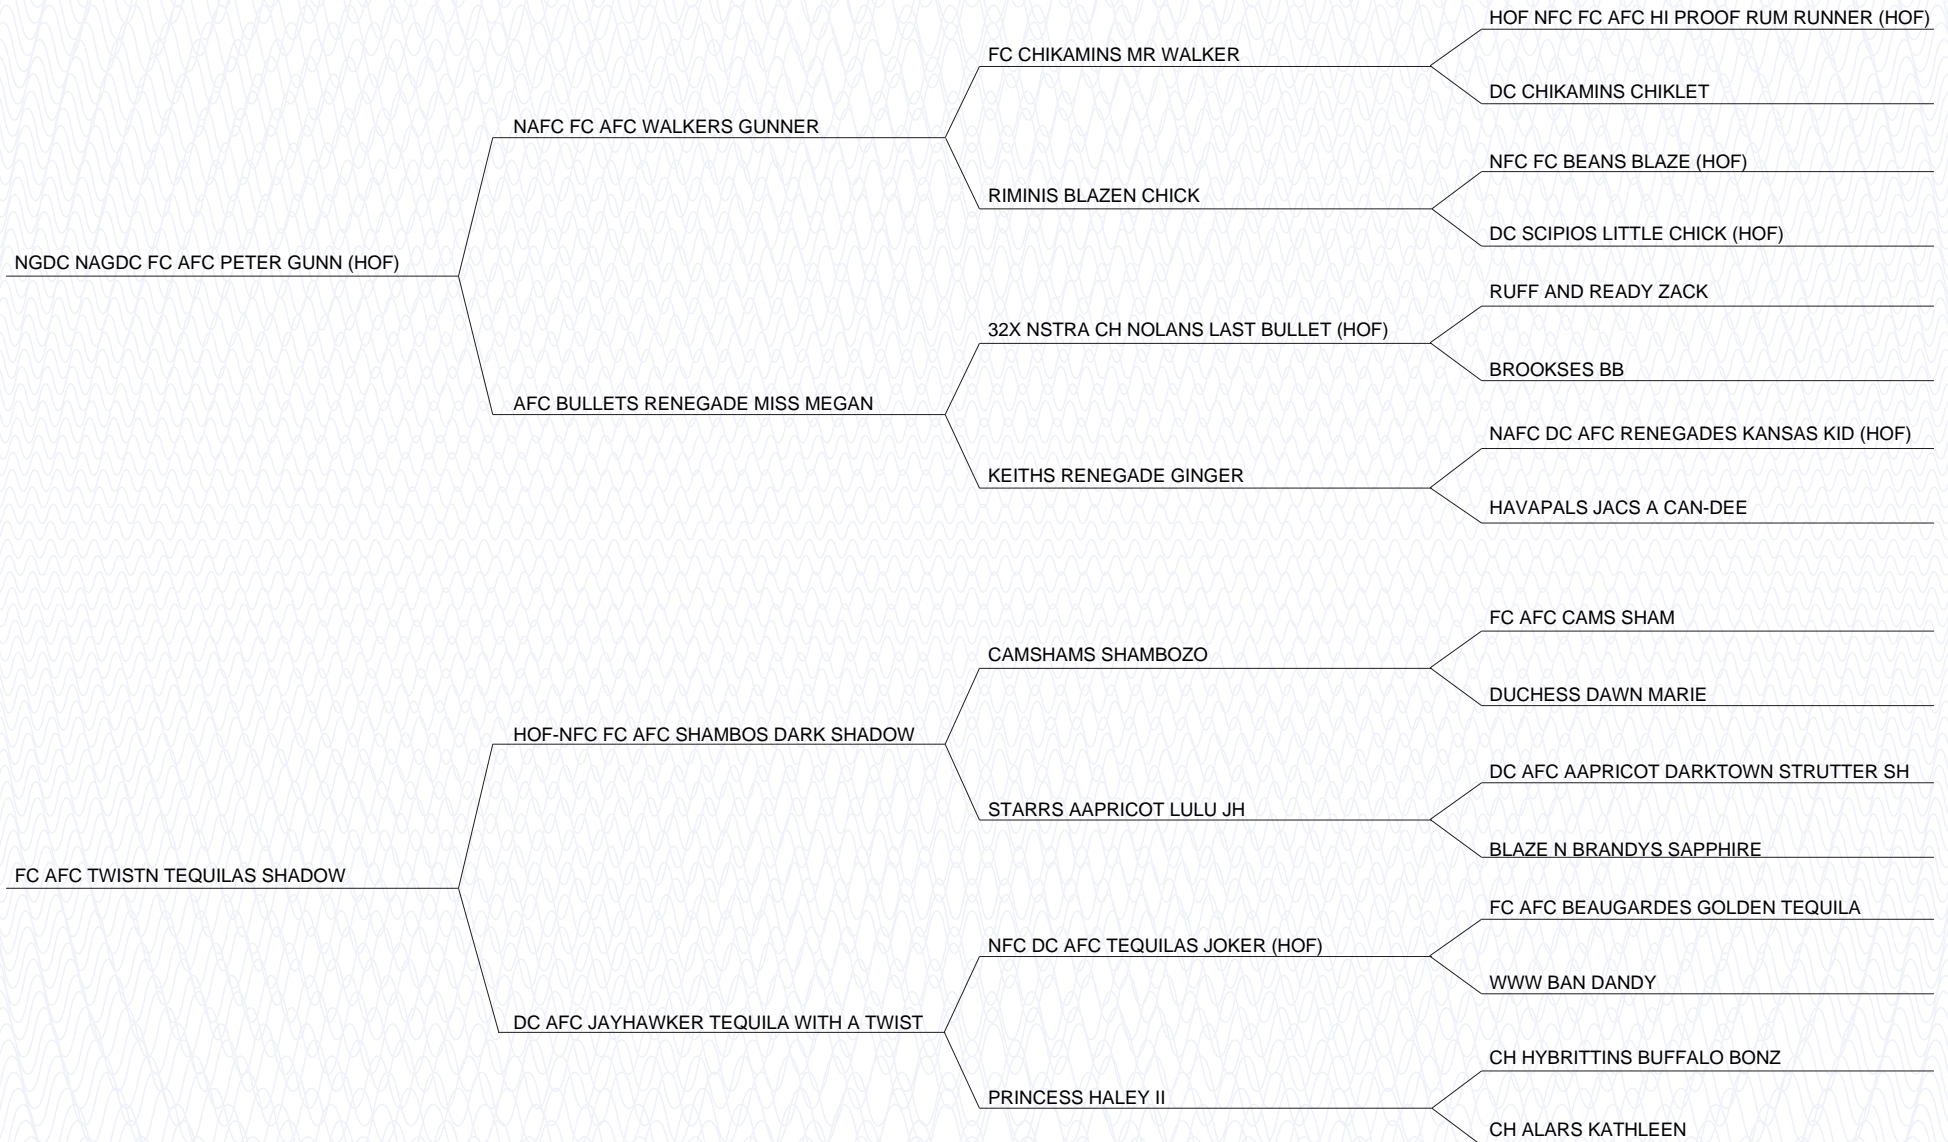 HOF NFC FC AFC HI PROOF RUM RUNNER (HOF)
FC CHIKAMINS MR WALKER
DC CHIKAMINS CHIKLET
NAFC FC AFC WALKERS GUNNER
NFC FC BEANS BLAZE (HOF)
RIMINIS BLAZEN CHICK
DC SCIPIOS LITTLE CHICK (HOF)
NGDC NAGDC FC AFC PETER GUNN (HOF)
RUFF AND READY ZACK
32X NSTRA CH NOLANS LAST BULLET (HOF)
BROOKSES BB
AFC BULLETS RENEGADE MISS MEGAN
NAFC DC AFC RENEGADES KANSAS KID (HOF)
KEITHS RENEGADE GINGER
HAVAPALS JACS A CAN-DEE
FC AFC CAMS SHAM
CAMSHAMS SHAMBOZO
DUCHESS DAWN MARIE
HOF-NFC FC AFC SHAMBOS DARK SHADOW
DC AFC AAPRICOT DARKTOWN STRUTTER SH
STARRS AAPRICOT LULU JH
BLAZE N BRANDYS SAPPHIRE
FC AFC TWISTN TEQUILAS SHADOW
FC AFC BEAUGARDES GOLDEN TEQUILA
NFC DC AFC TEQUILAS JOKER (HOF)
WWW BAN DANDY
DC AFC JAYHAWKER TEQUILA WITH A TWIST
CH HYBRITTINS BUFFALO BONZ
PRINCESS HALEY II
CH ALARS KATHLEEN